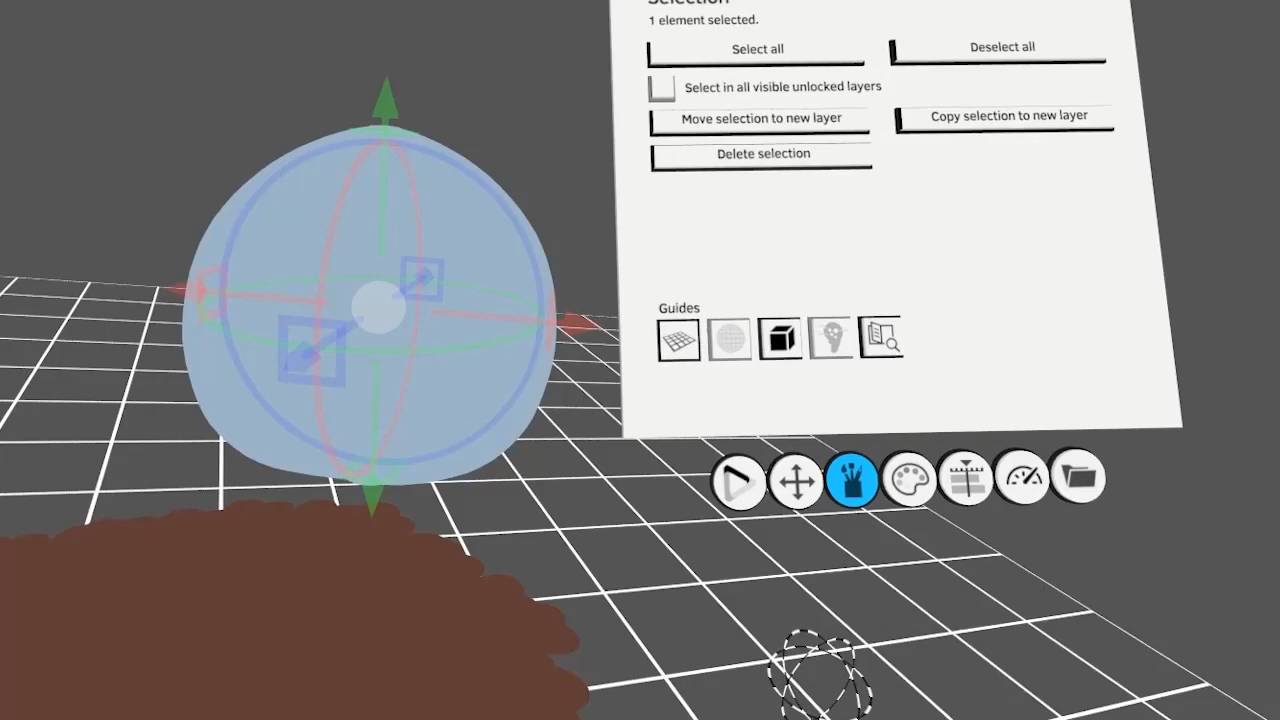 Selection
1 element selected.
Select all
Deselect all
Select in all visible unlocked layers
Move selection to new layer
Copy selection to new layer
Delete selection
Guides